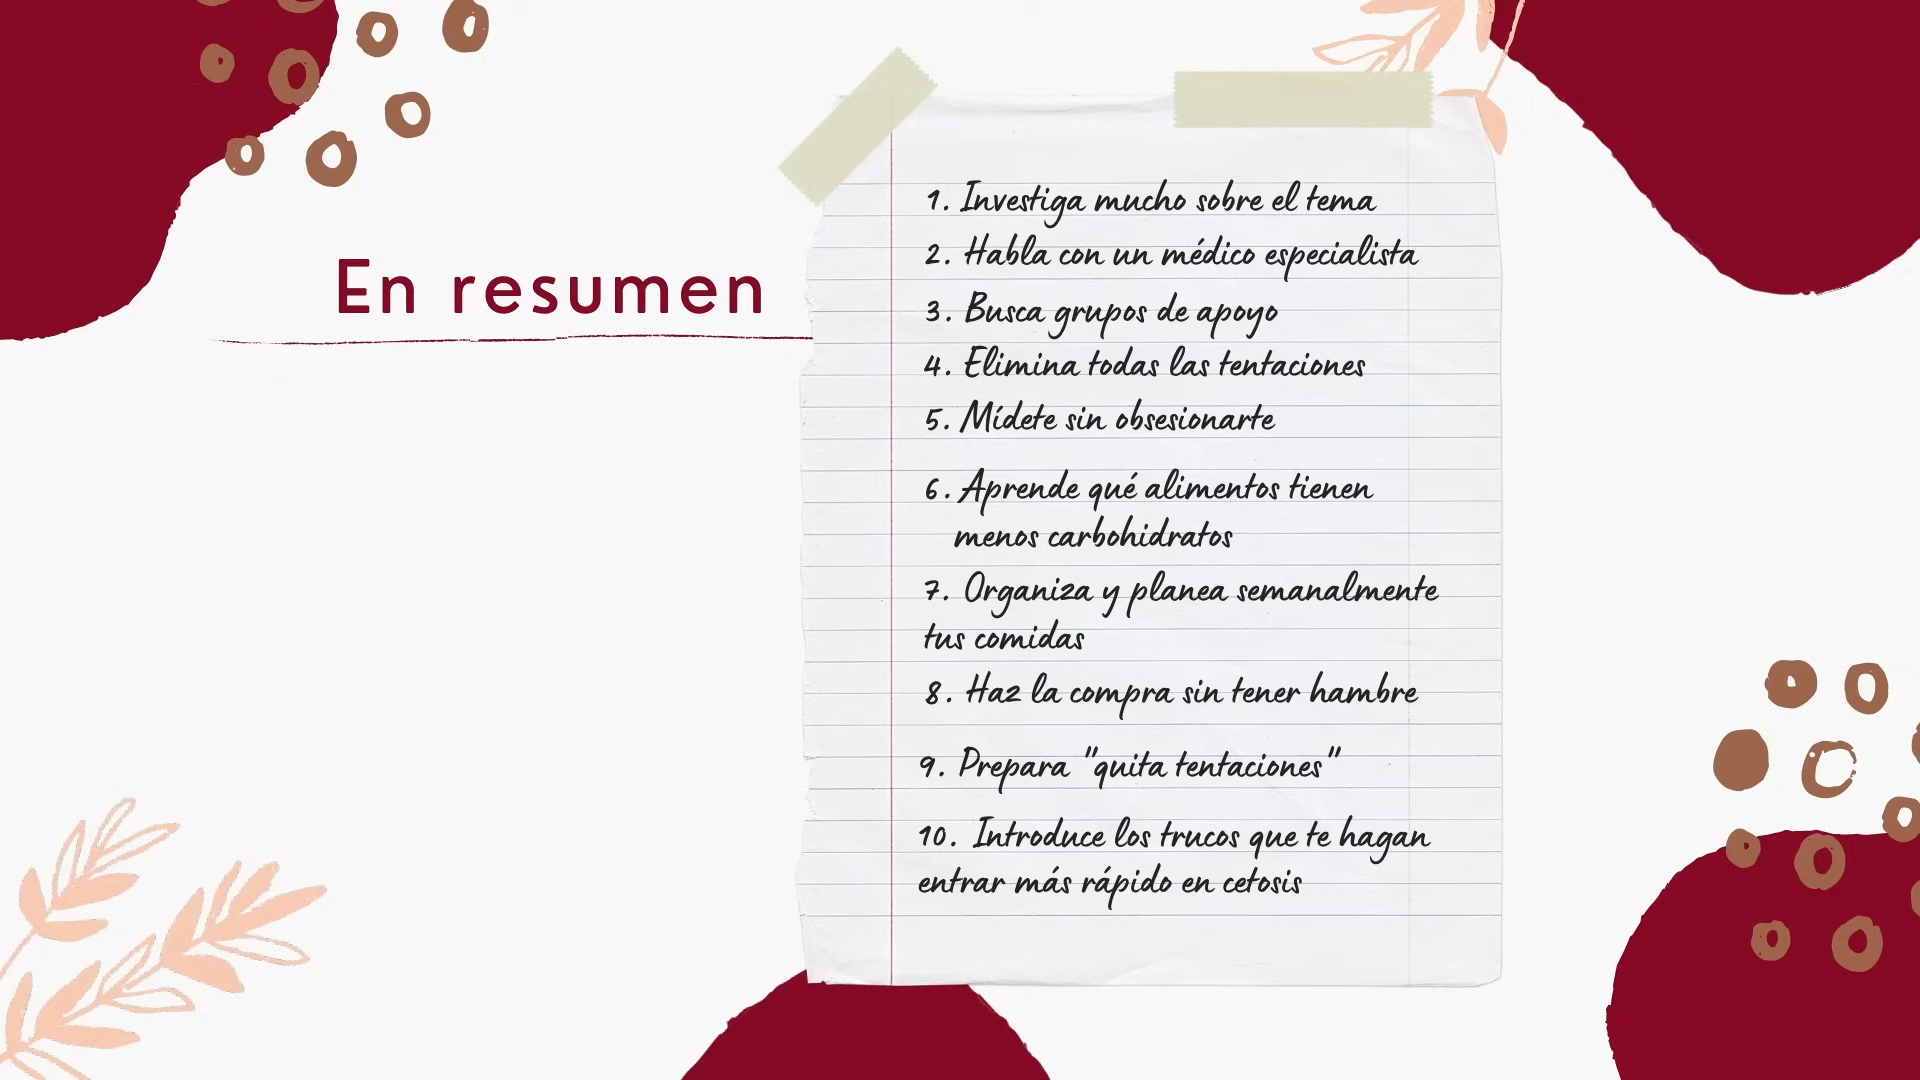 En resumen
1. Investiga mucho sobre el tema
2. Habla con un médico especialista
3. Busca grupos de apoyo
4. Elimina todas las tentaciones
5. Mídete sin obsesionarte
6. Aprende qué alimentos tienen
menos carbohidratos
7. Organiza y planea semanalmente
tus comidas
8. Haz la compra sin tener hambre
9. Prepara "quita tentaciones"
10. Introduce los trucos que te hagan
entrar más rápido en cetosis